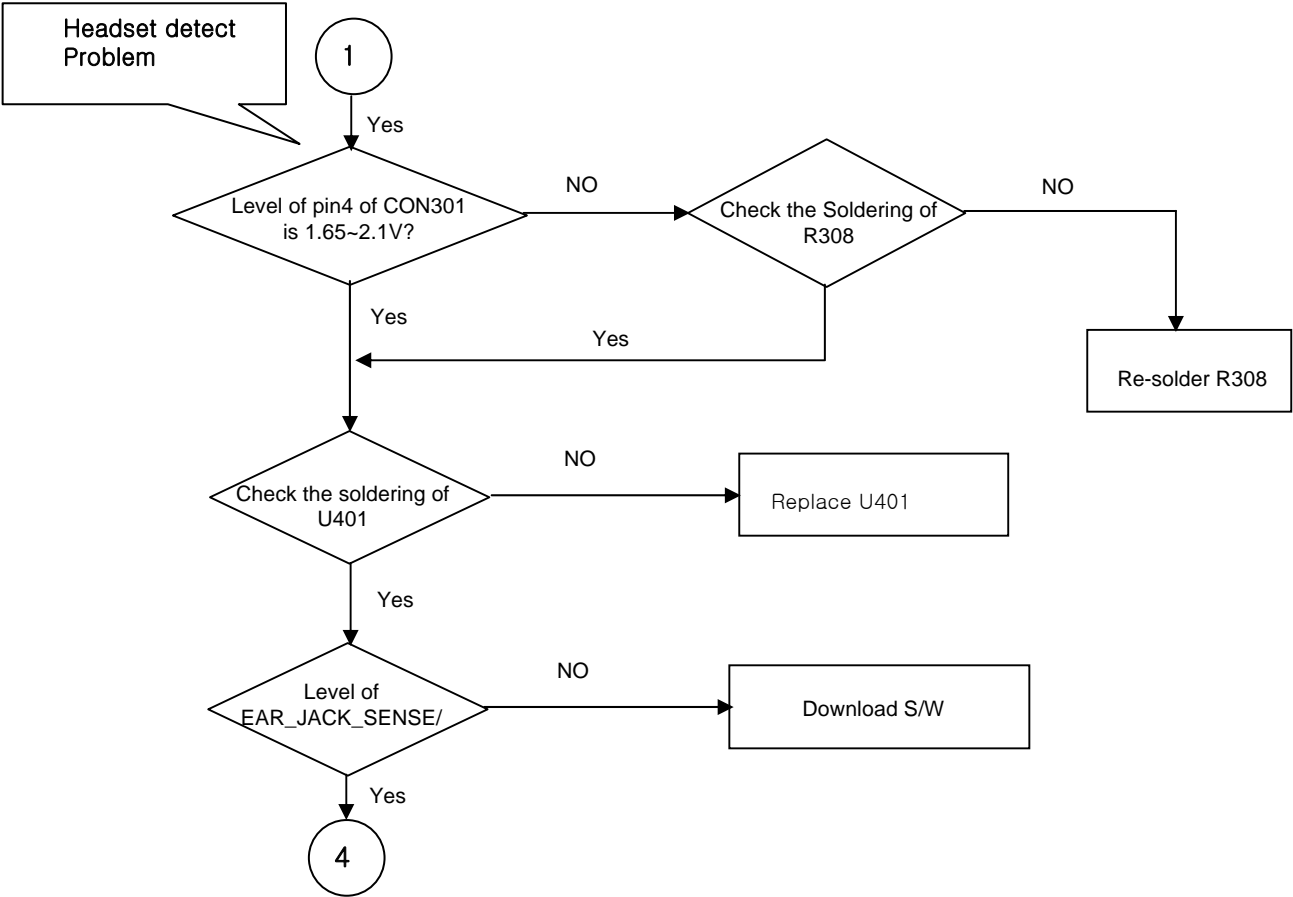 Headset detect
Problem
1
Yes
Level of pin4 of CON301
is 1.65~2.1V?
NO
Check the Soldering of
R308
NO
Re-solder R308
Yes
Yes
Check the soldering of
U401
NO
Replace U401
Yes
Level of
EAR_JACK_SENSE/
NO
Download S/W
Yes
4